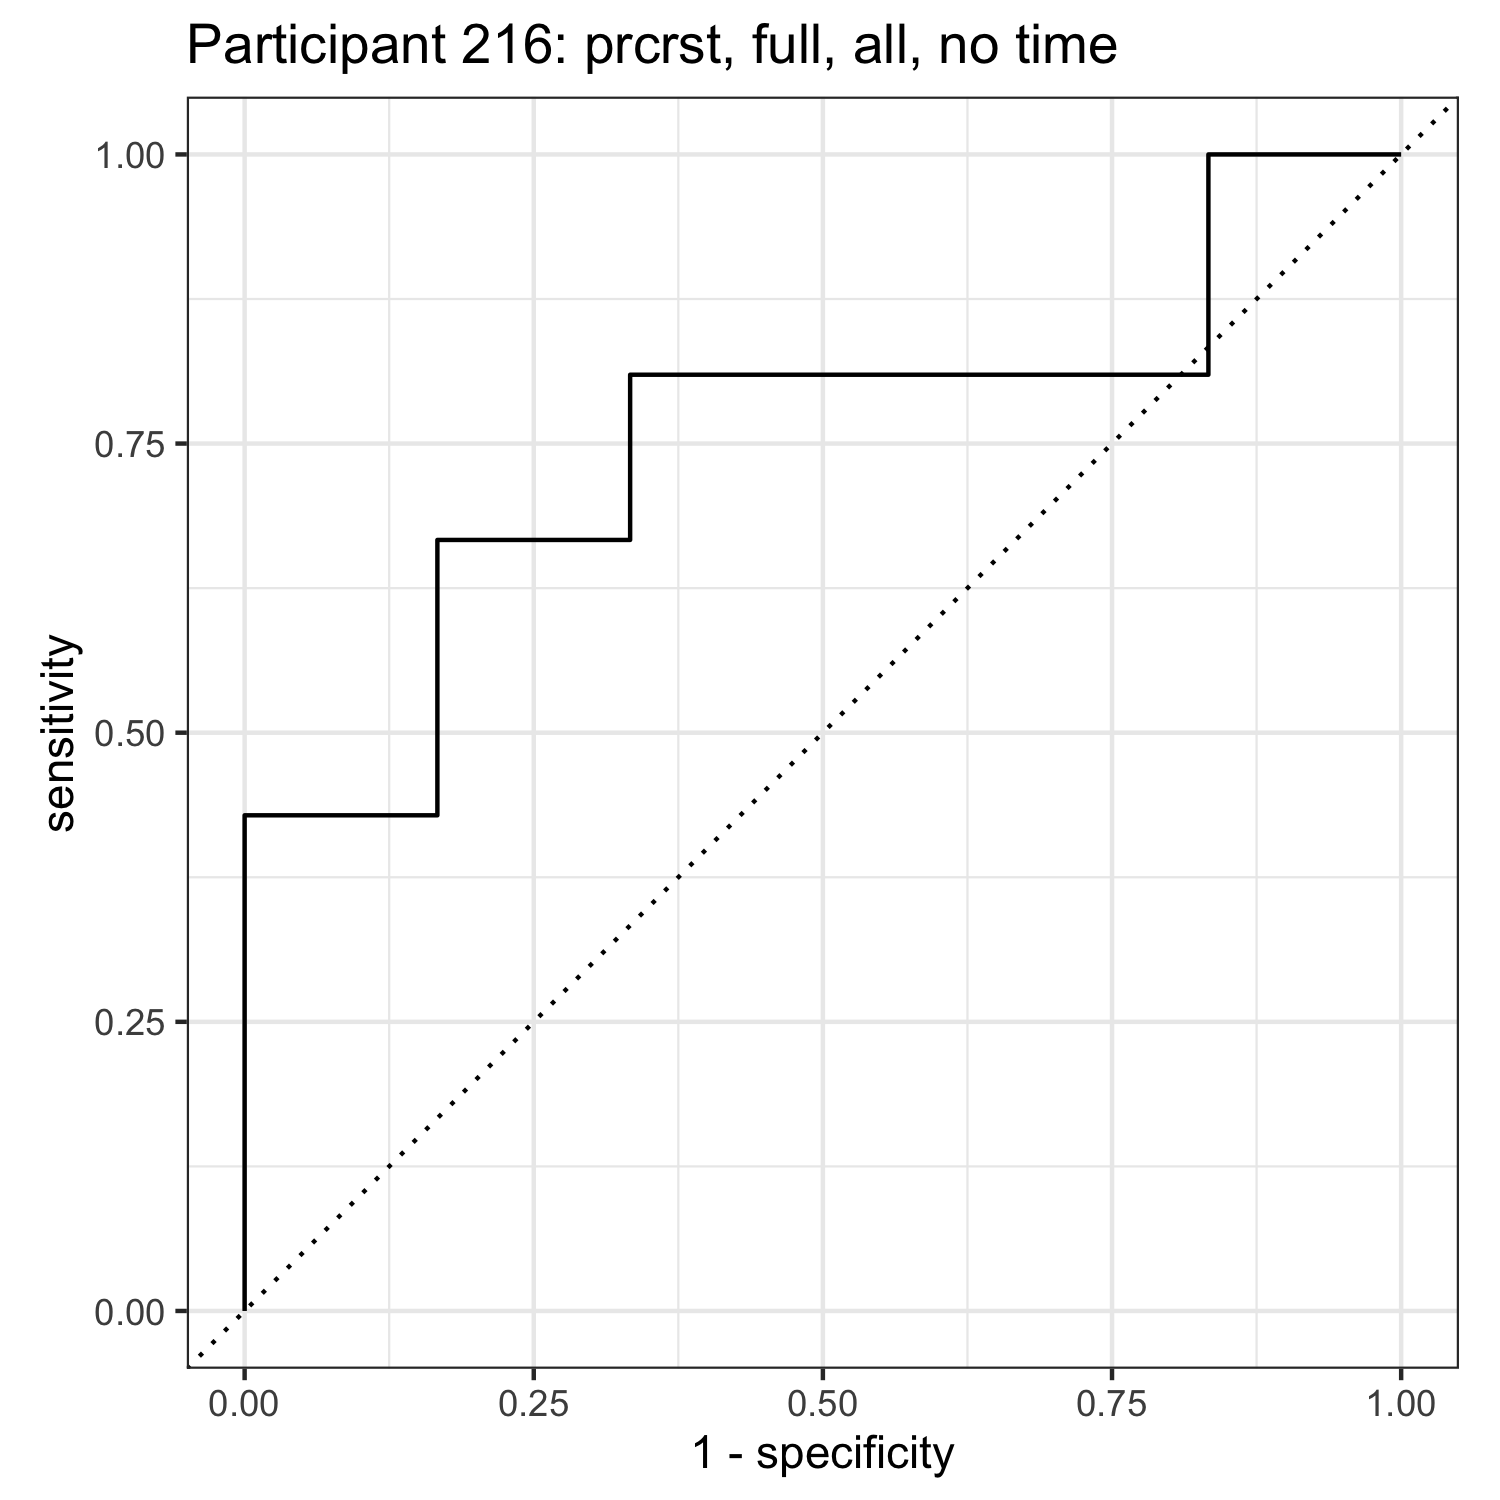 Participant 216: prcrst, full, all, no time
1.00
0.75
0.50
0.25
0.00
sensitivity
0.00 0.25 0.50 0.75 1.00
1 - specificity